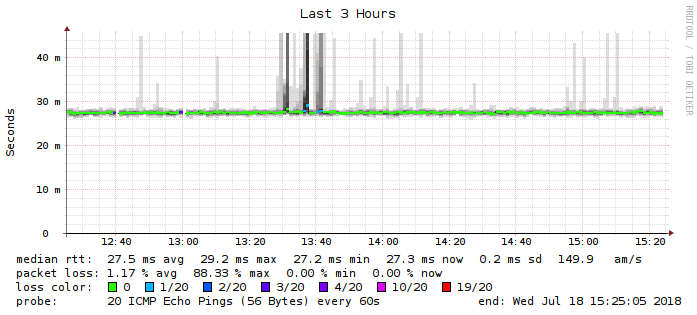 Last 3 Hours
RRDTOOL / TOBI OETIKER
Seconds
40 m
30 m
20 m
10 m
0
12:40 13:00 13:20 13:40 14:00 14:20 14:40 15:00 15:20
median rtt: 27.5 ms avg 29.2 ms max 27.2 ms min 27.3 ms now 0.2 ms sd 149.9 am/s
packet loss: 1.17 % avg 88.33 % max 0.00 % min 0.00 % now
loss color: 0 1/20 2/20 3/20 4/20 10/20 19/20
probe: 20 ICMP Echo Pings (56 Bytes) every 60s end: Wed Jul 18 15:25:05 2018